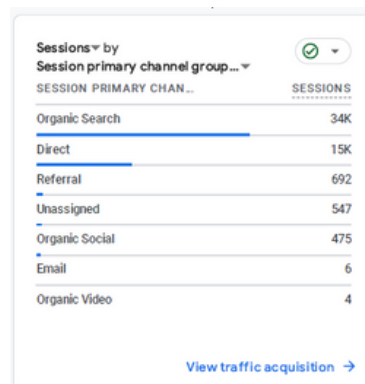 Sessions by
Session primary channel group...
SESSION PRIMARY CHAN... SESSIONS
Organic Search 34K
Direct 15K
Referral 692
Unassigned 547
Organic Social 475
Email 6
Organic Video 4
View traffic acquisition →